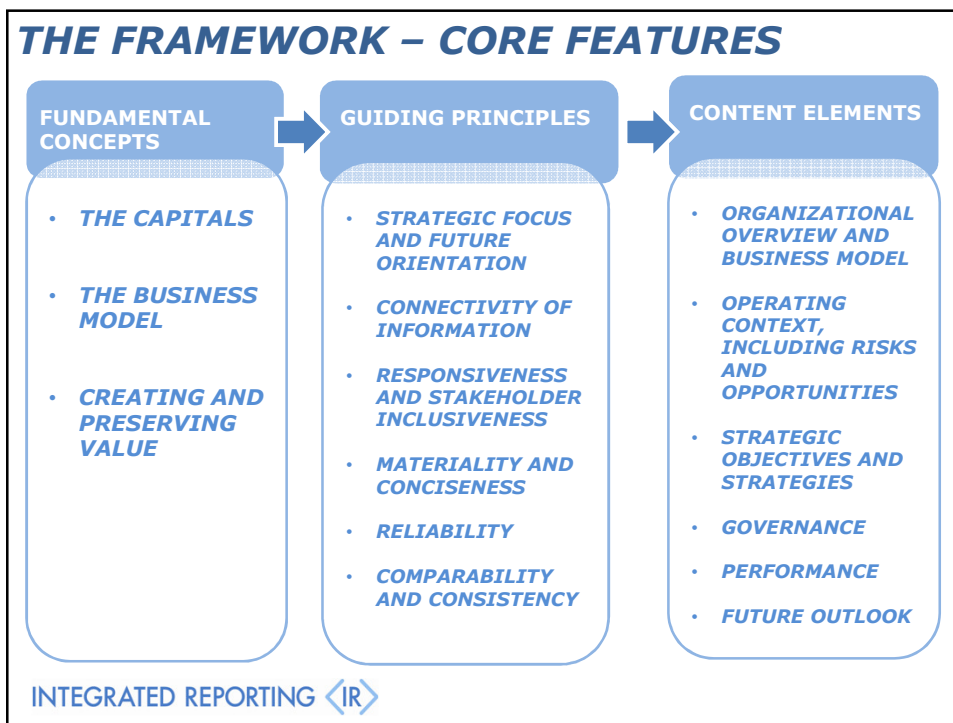 THE FRAMEWORK – CORE FEATURES
FUNDAMENTAL
CONCEPTS
• THE CAPITALS
• THE BUSINESS
MODEL
• CREATING AND
PRESERVING
VALUE
GUIDING PRINCIPLES
• STRATEGIC FOCUS
AND FUTURE
ORIENTATION
• CONNECTIVITY OF
INFORMATION
• RESPONSIVENESS
AND STAKEHOLDER
INCLUSIVENESS
• MATERIALITY AND
CONCISENESS
• RELIABILITY
• COMPARABILITY
AND CONSISTENCY
CONTENT ELEMENTS
• ORGANIZATIONAL
OVERVIEW AND
BUSINESS MODEL
• OPERATING
CONTEXT,
INCLUDING RISKS
AND
OPPORTUNITIES
• STRATEGIC
OBJECTIVES AND
STRATEGIES
• GOVERNANCE
• PERFORMANCE
• FUTURE OUTLOOK
INTEGRATED REPORTING <IR>